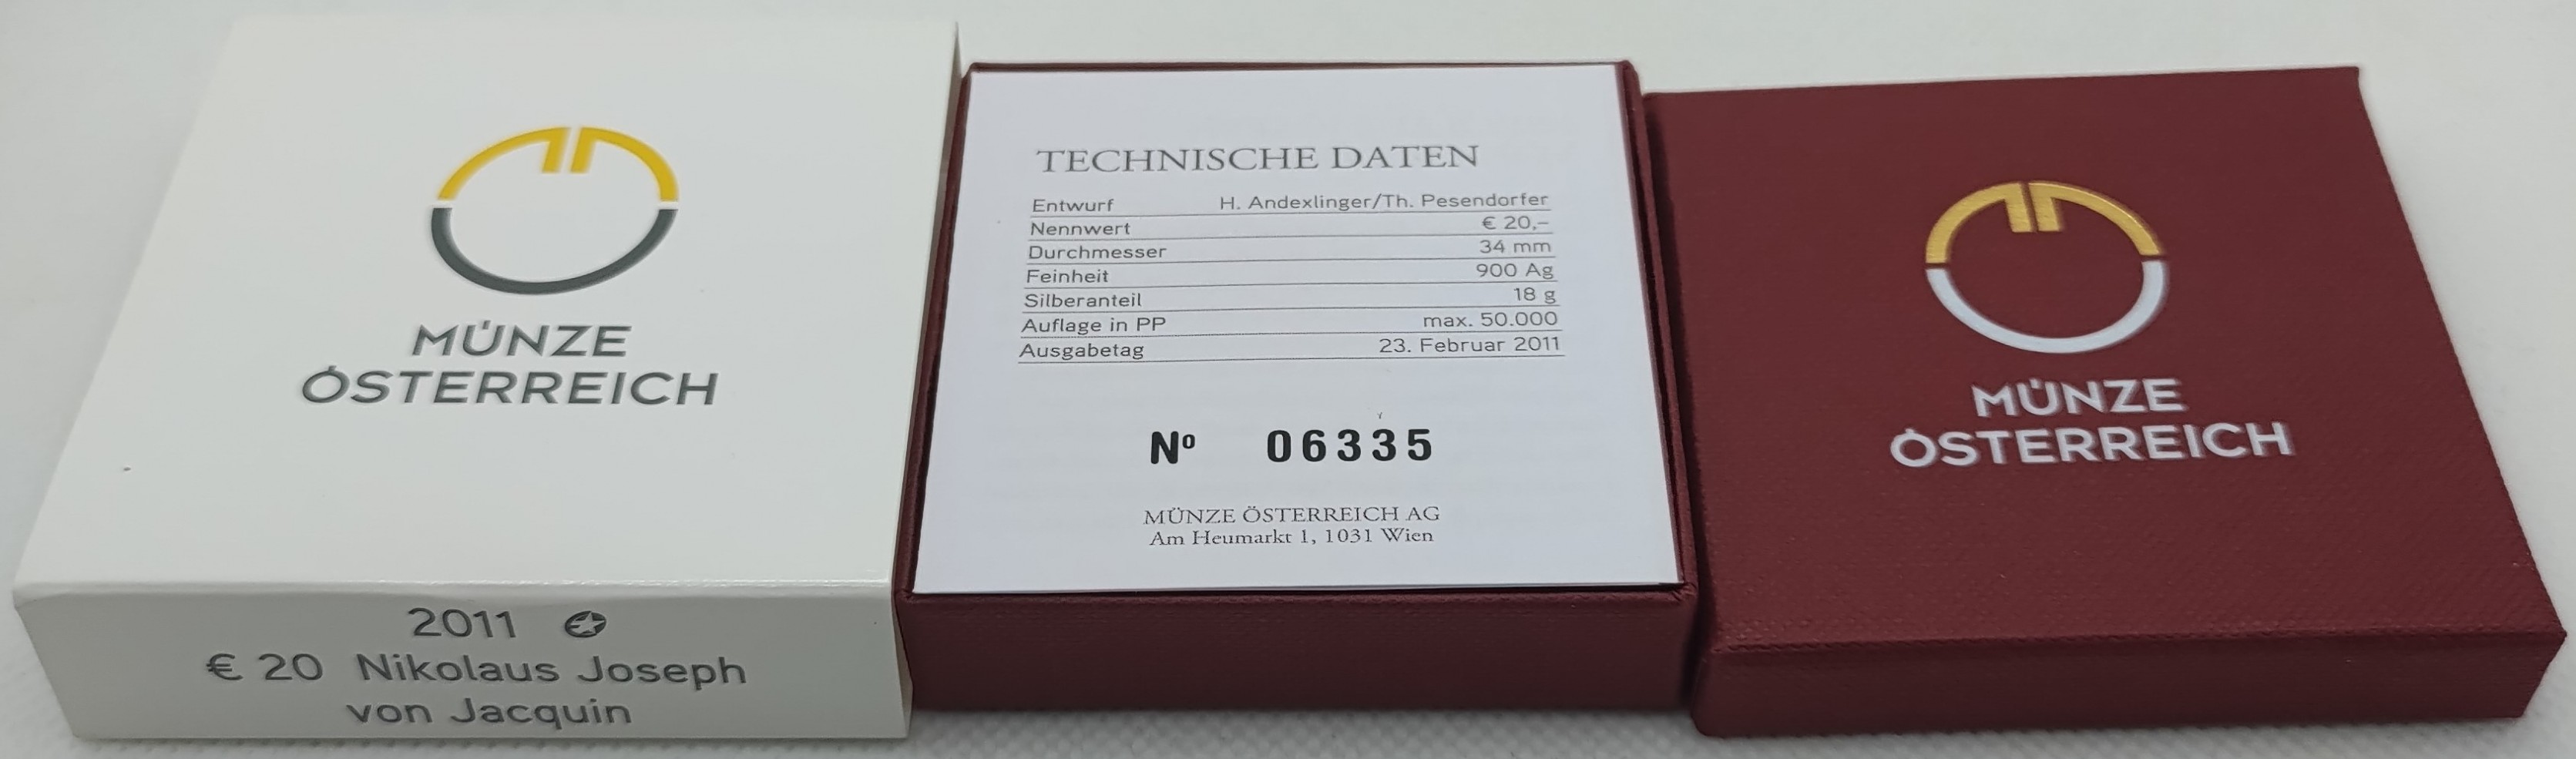 MÜNZE
ÖSTERREICH
2011
€ 20 Nikolaus Joseph
von Jacquin
TECHNISCHE DATEN
Entwurf H. Andexlinger/Th. Pesendorfer
Nennwert € 20,–
Durchmesser 34 mm
Feinheit 900 Ag
Silberanteil 18 g
Auflage in PP max. 50.000
Ausgabetag 23. Februar 2011
Nº 06335
MÜNZE ÖSTERREICH AG
Am Heumarkt 1, 1031 Wien
MÜNZE
ÖSTERREICH